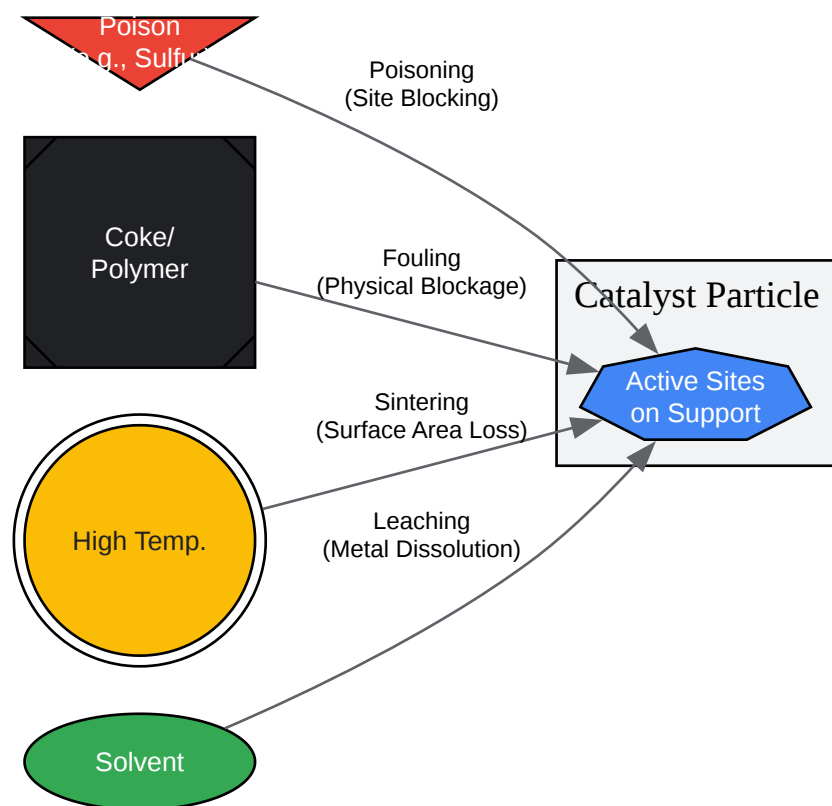 Poison
(e.g., Sulfur)
Poisoning
(Site Blocking)
Coke/
Polymer
Fouling
(Physical Blockage)
Catalyst Particle
Active Sites
on Support
Sintering
(Surface Area Loss)
High Temp.
Leaching
(Metal Dissolution)
Solvent